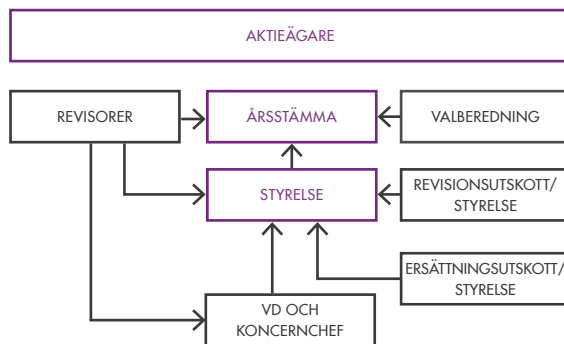 AKTIEÄGARE
REVISORER
ÅRSSTÄMMA
VALBEREDNING
STYRELSE
REVISIONSUTSKOTT/
STYRELSE
ERSÄTTNINGSUTSKOTT/
STYRELSE
VD OCH
KONCERNCHEF